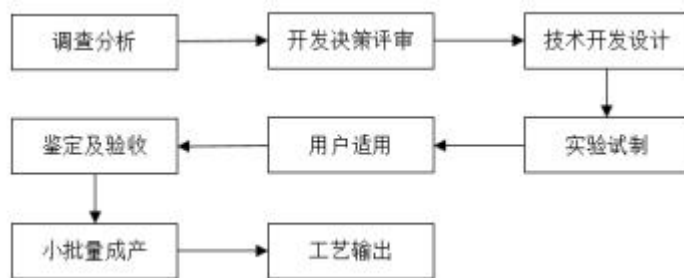 调查分析
开发决策评审
技术开发设计
实验试制
用户适用
鉴定及验收
小批量成产
工艺输出